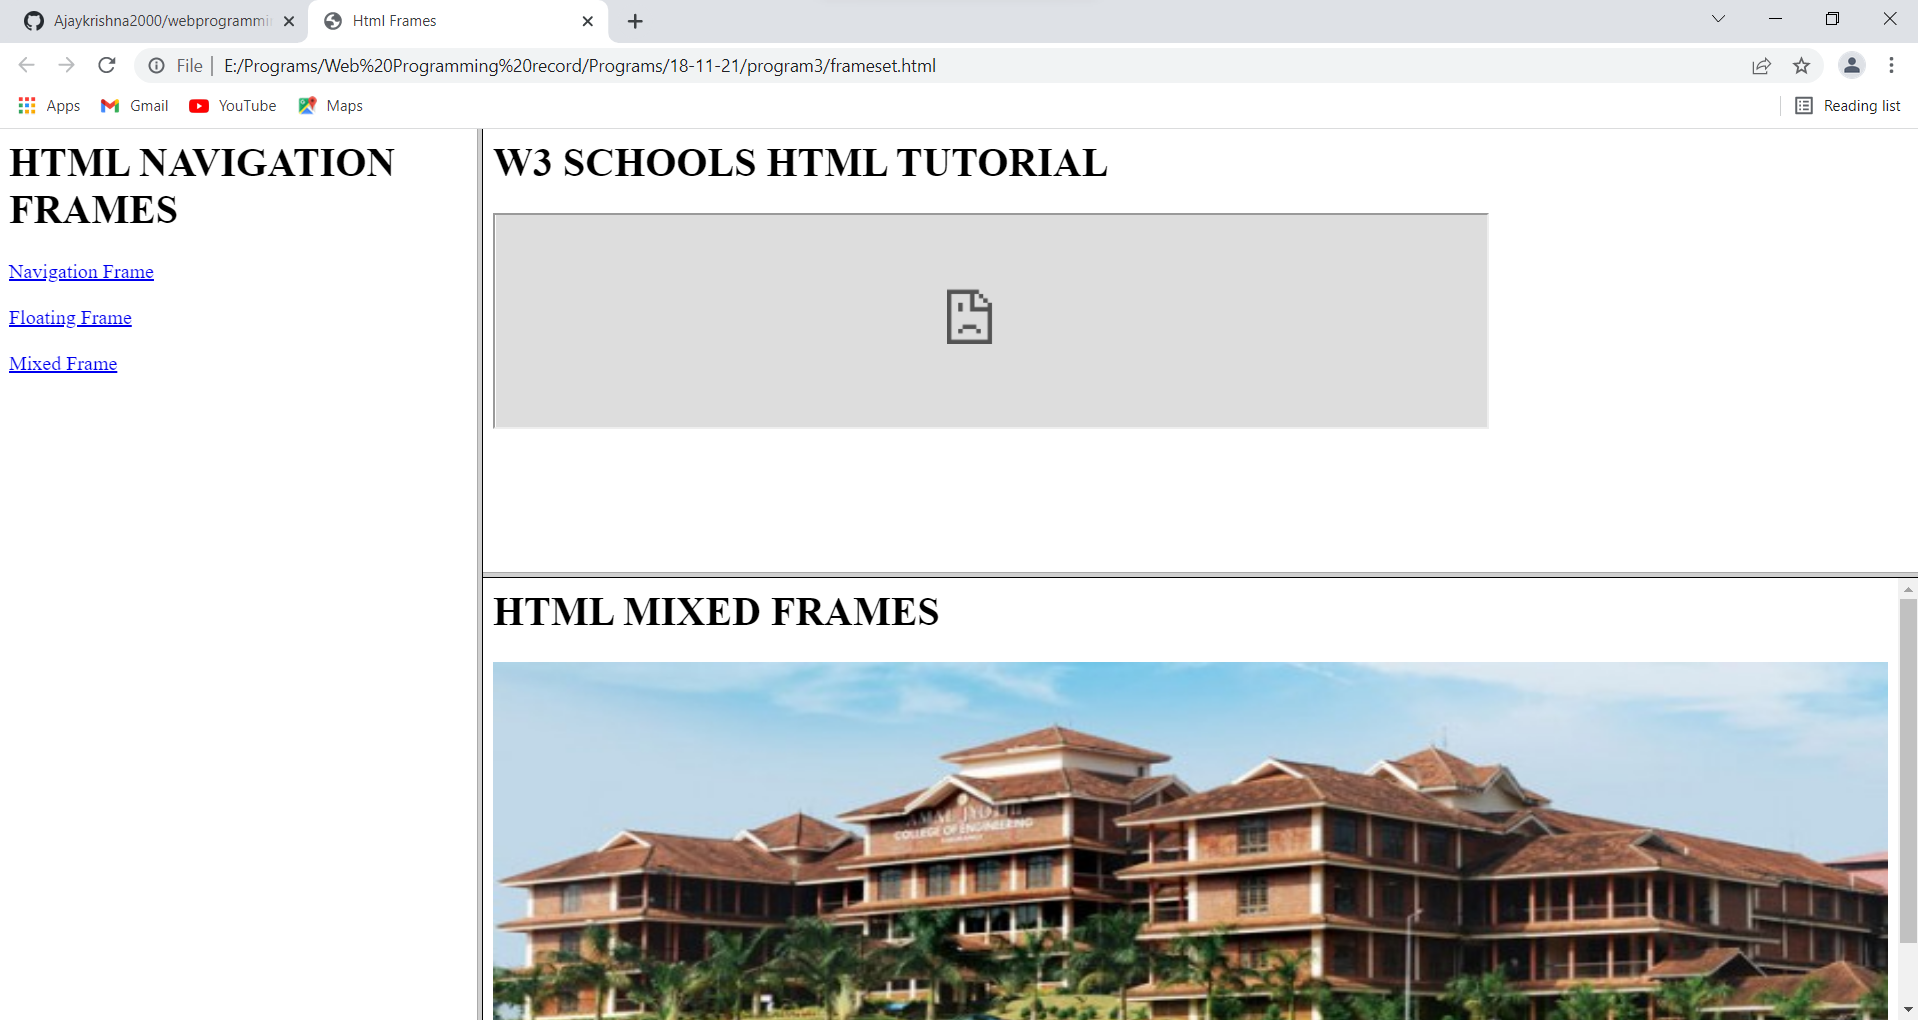 Ajaykrishna2000/webprogrammi
Html Frames
File | E:/Programs/Web%20Programming%20record/Programs/18-11-21/program3/frameset.html
Apps Gmail YouTube Maps Reading list
HTML NAVIGATION
FRAMES
Navigation Frame
Floating Frame
Mixed Frame
W3 SCHOOLS HTML TUTORIAL
HTML MIXED FRAMES
AMAL JYOTHI
COLLEGE OF ENGINEERING